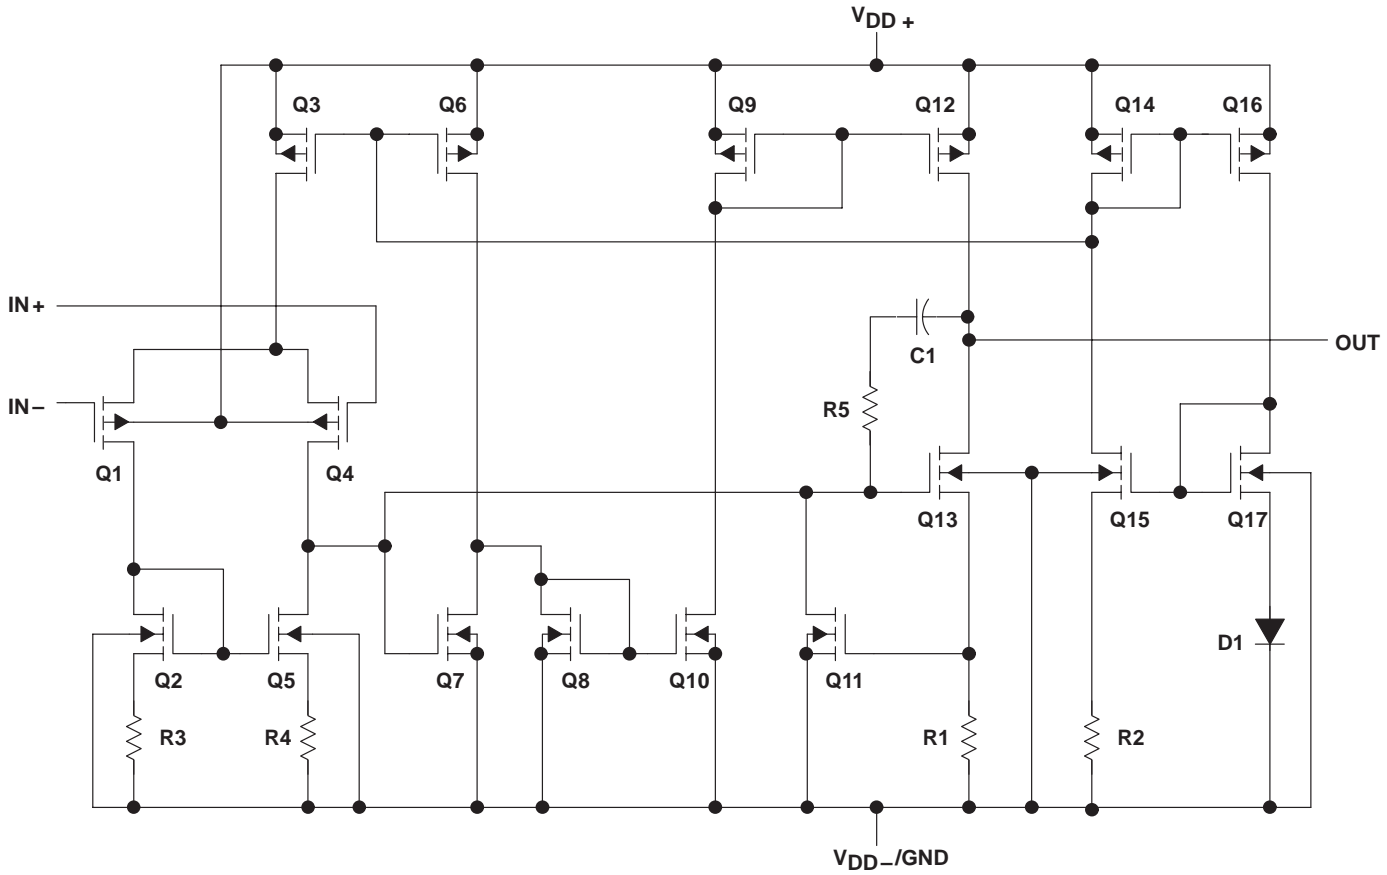 VDD+
Q3
Q6
Q9
Q12
Q14
Q16
IN+
C1
OUT
IN−
R5
Q1
Q4
Q13
Q15
Q17
D1
Q2
Q5
Q7
Q8
Q10
Q11
R3
R4
R1
R2
VDD−/GND